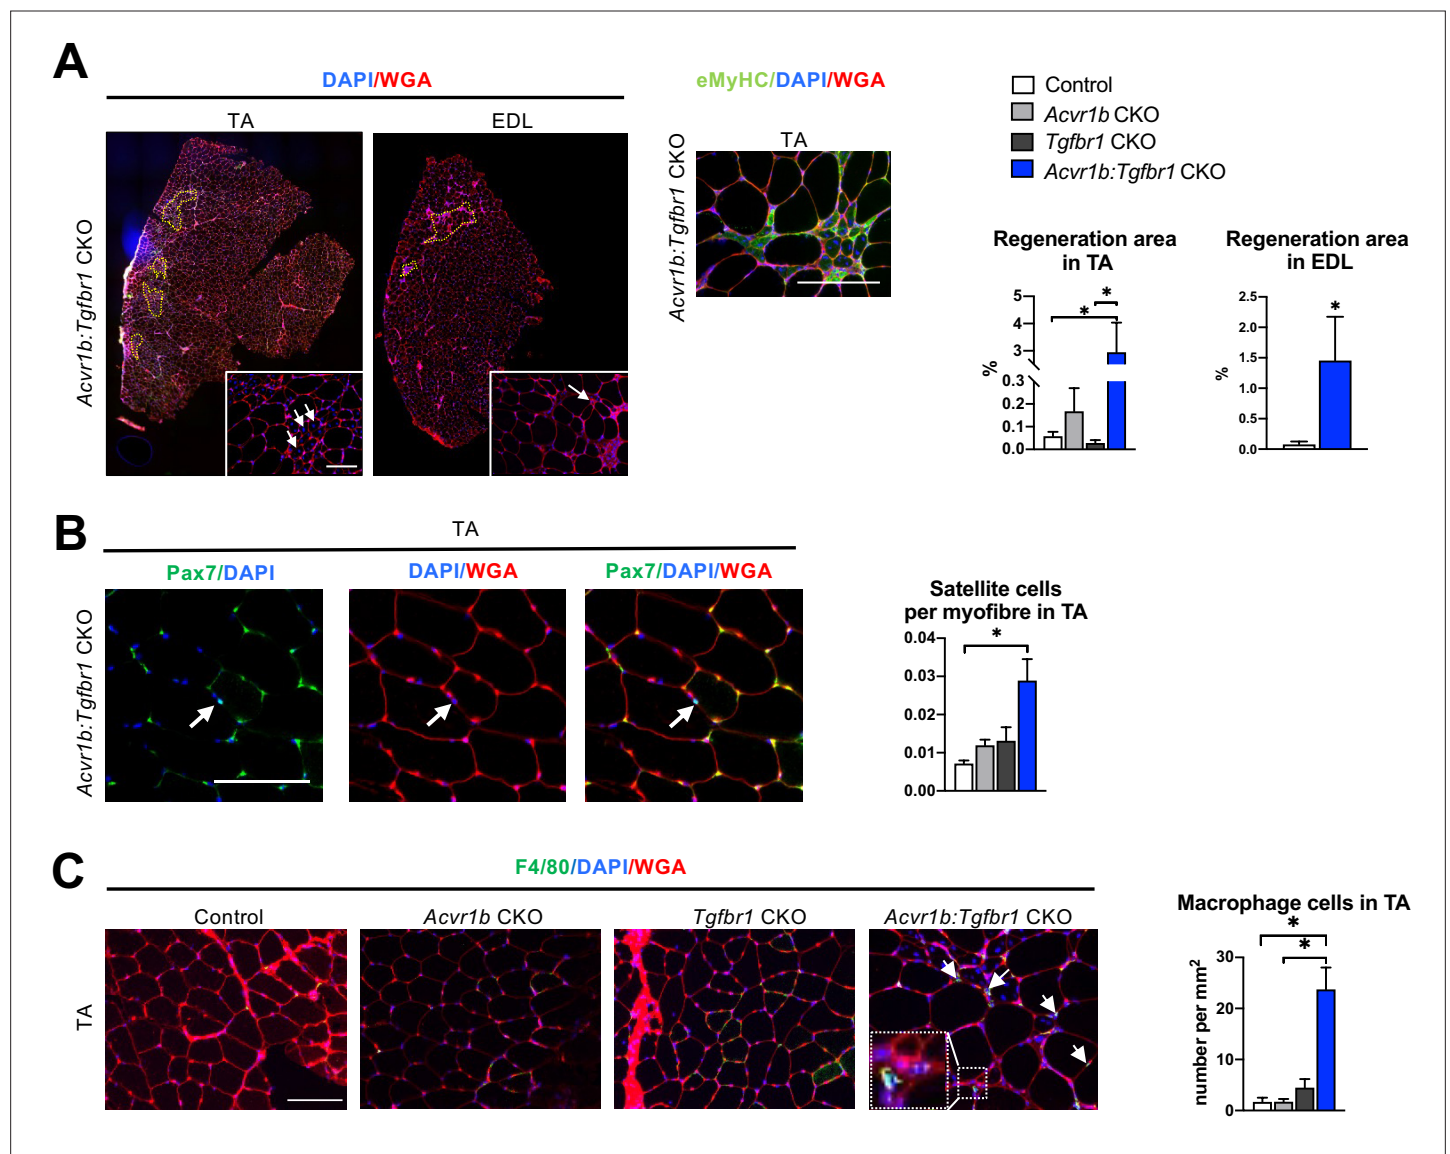 A
DAPI/WGA
TA
EDL
Acvr1b:Tgfbr1 CKO
eMyHC/DAPI/WGA
TA
Acvr1b:Tgfbr1 CKO
Control
Acvr1b CKO
Tgfbr1 CKO
Acvr1b:Tgfbr1 CKO
Regeneration area
in TA
%
5
4
3
0.3
0.2
0.1
0.0
*
*
Regeneration area
in EDL
%
2.5
2.0
1.5
1.0
0.5
0.0
*
B
TA
Pax7/DAPI
DAPI/WGA
Pax7/DAPI/WGA
Acvr1b:Tgfbr1 CKO
Satellite cells
per myofibre in TA
0.04
0.03
0.02
0.01
0.00
*
C
F4/80/DAPI/WGA
Control
Acvr1b CKO
Tgfbr1 CKO
Acvr1b:Tgfbr1 CKO
TA
Macrophage cells in TA
number per mm2
30
20
10
0
*
*